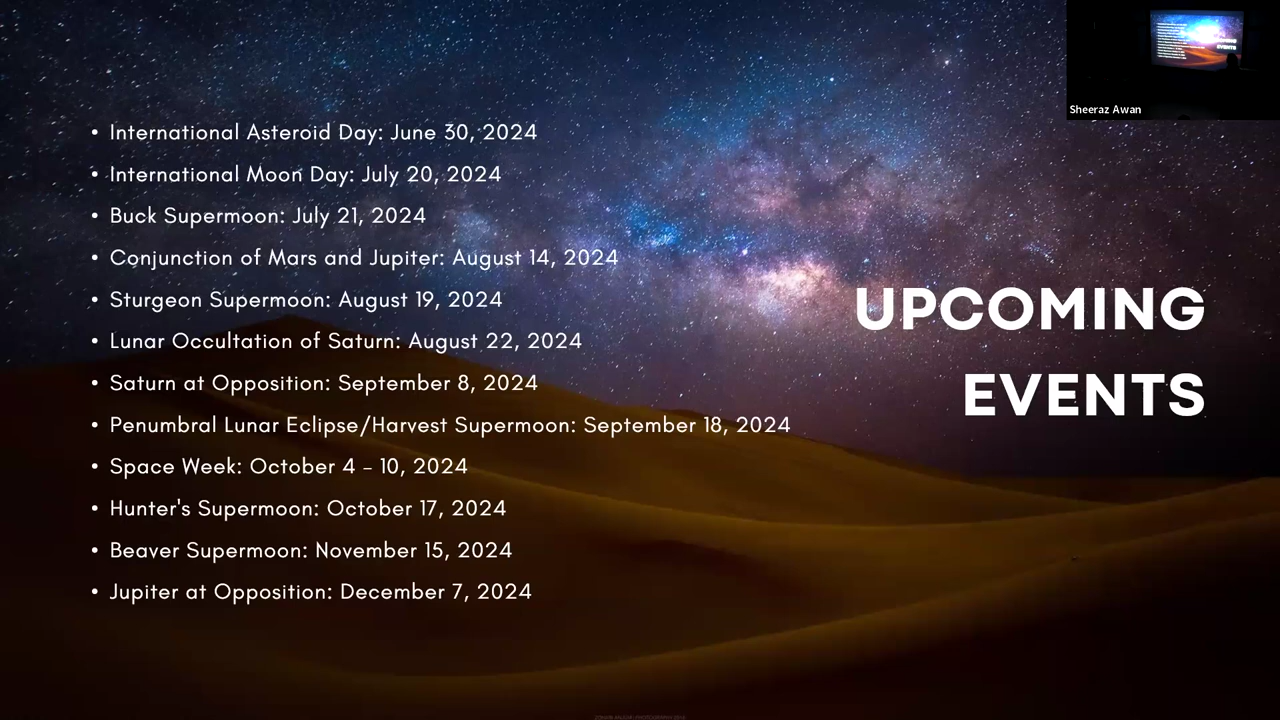 • International Asteroid Day: June 30, 2024
• International Moon Day: July 20, 2024
• Buck Supermoon: July 21, 2024
• Conjunction of Mars and Jupiter: August 14, 2024
• Sturgeon Supermoon: August 19, 2024
• Lunar Occultation of Saturn: August 22, 2024
• Saturn at Opposition: September 8, 2024
• Penumbral Lunar Eclipse/Harvest Supermoon: September 18, 2024
• Space Week: October 4 – 10, 2024
• Hunter's Supermoon: October 17, 2024
• Beaver Supermoon: November 15, 2024
• Jupiter at Opposition: December 7, 2024
UPCOMING
EVENTS
Sheeraz Awan